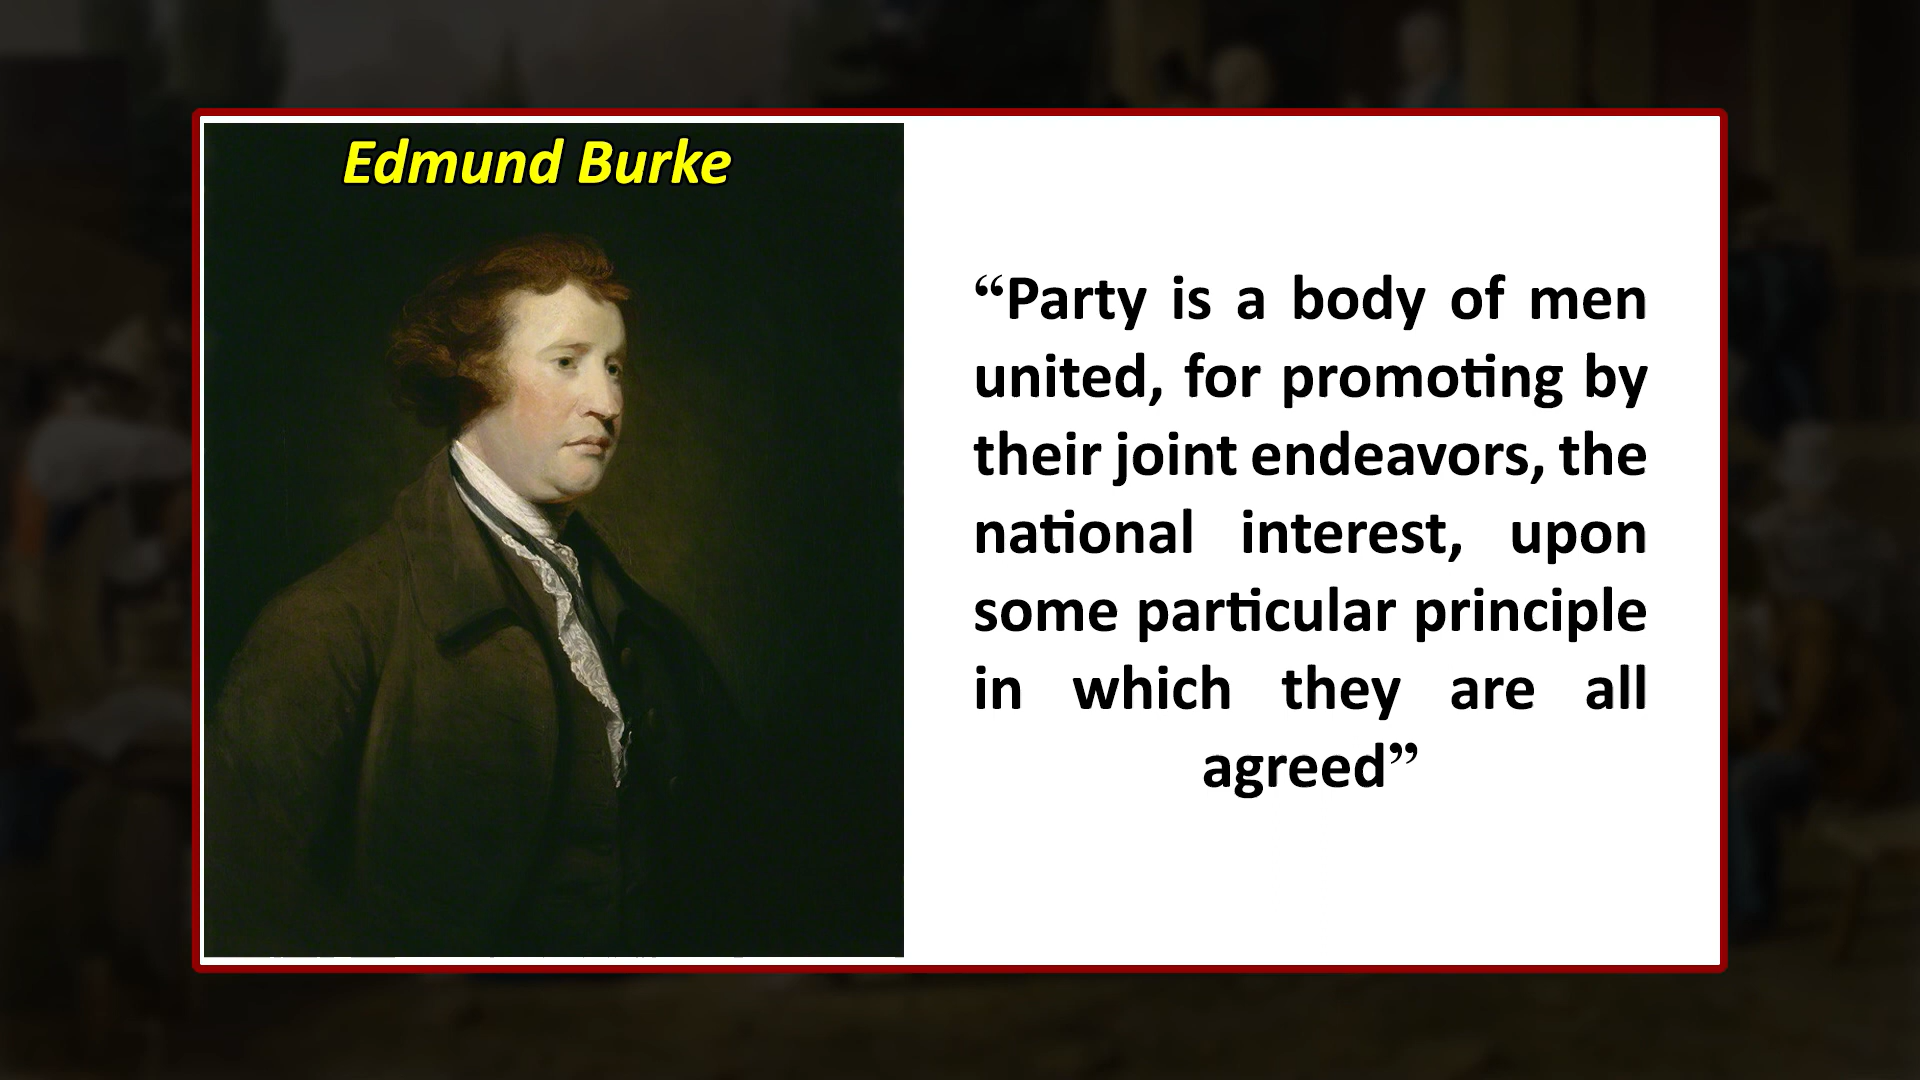 Edmund Burke
“Party is a body of men
united, for promoting by
their joint endeavors, the
national interest, upon
some particular principle
in which they are all
agreed”